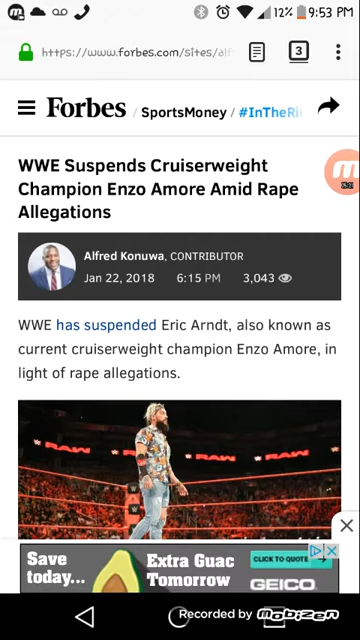 12% 9:53 PM
https://www.forbes.com/sites/alf
3
Forbes / SportsMoney / #InTheRi
WWE Suspends Cruiserweight
Champion Enzo Amore Amid Rape
Allegations
Alfred Konuwa, CONTRIBUTOR
Jan 22, 2018 6:15 PM 3,043
WWE has suspended Eric Arndt, also known as
current cruiserweight champion Enzo Amore, in
light of rape allegations.
RAW RAW RAW
Save
today...
Extra Guac
Tomorrow
CLICK TO QUOTE
GEICO
Recorded by mobizen